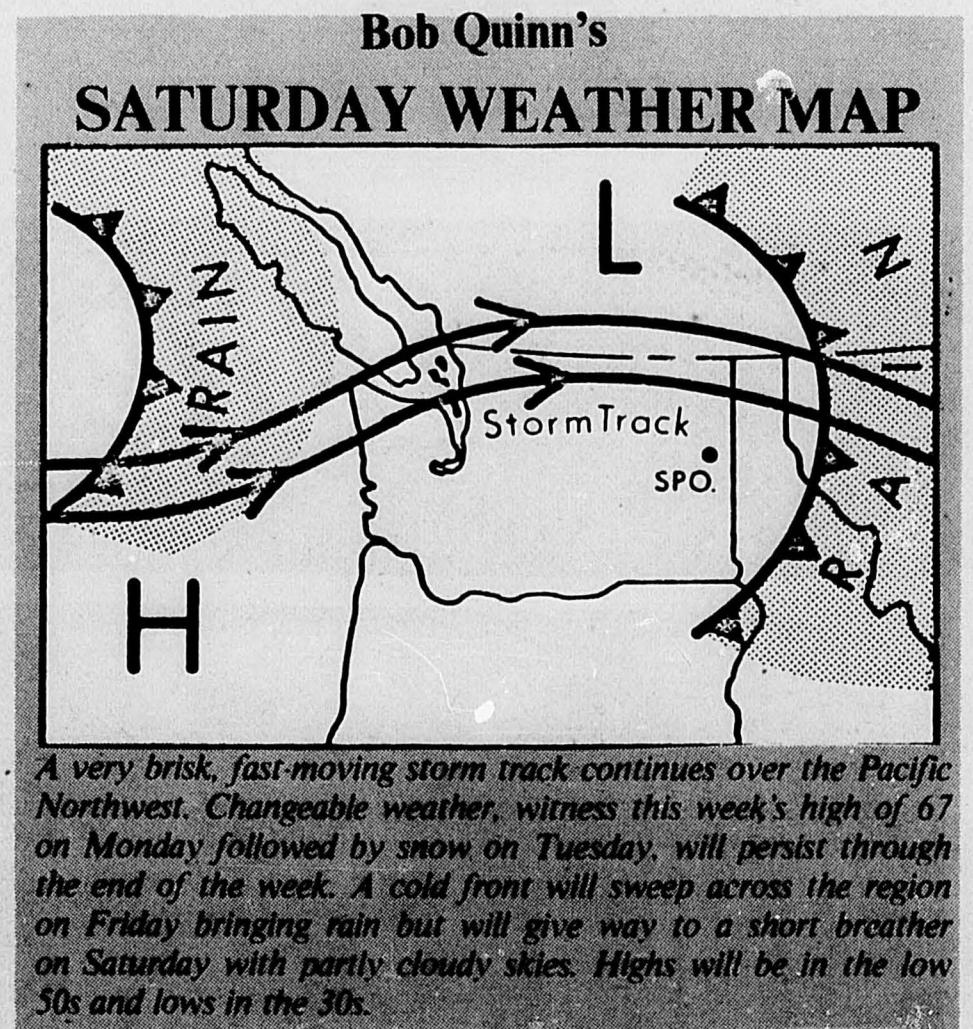 Bob Quinn's
SATURDAY WEATHER MAP
L
RAIN
RAIN
Storm Track
SPO.
H
A very brisk, fast-moving storm track continues over the Pacific
Northwest. Changeable weather, witness this week's high of 67
on Monday followed by snow on Tuesday, will persist through
the end of the week. A cold front will sweep across the region
on Friday bringing rain but will give way to a short breather
on Saturday with partly cloudy skies. Highs will be in the low
50s and lows in the 30s.